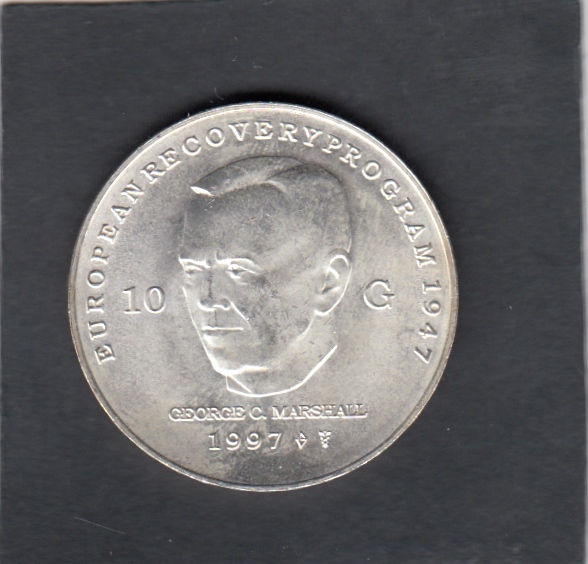 EUROPEAN RECOVERY PROGRAM 1947
10 G
GEORGE C. MARSHALL
1997